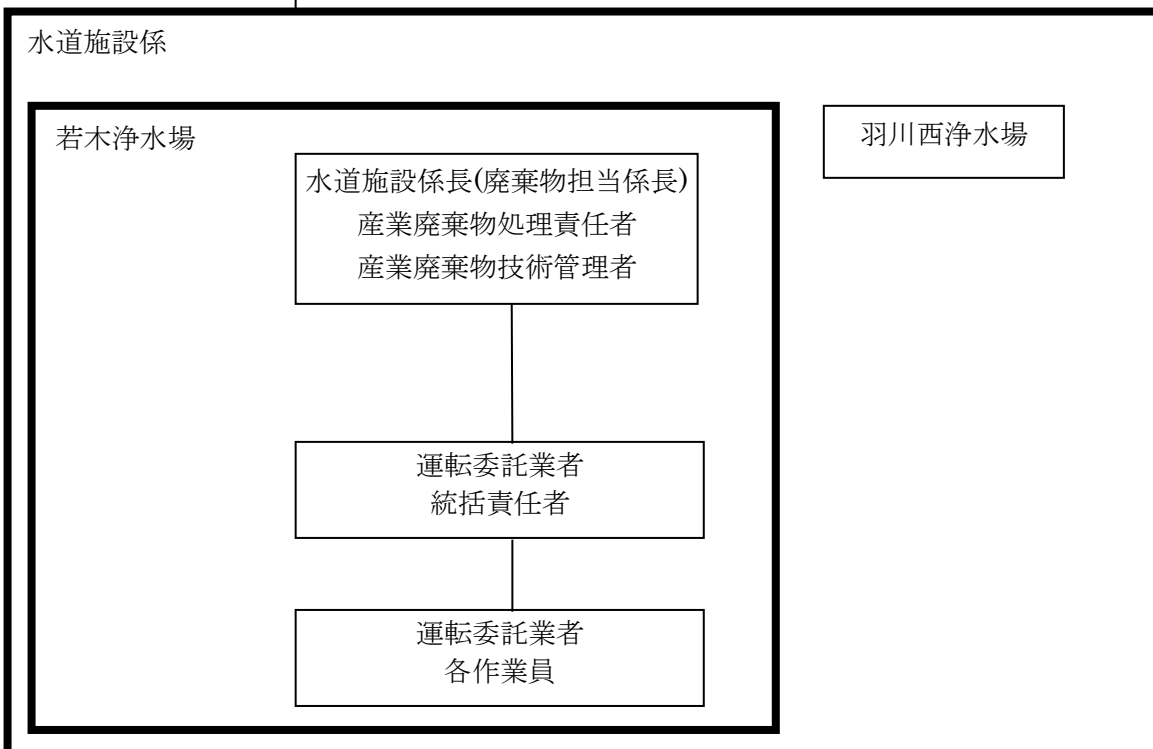 水道施設係
若木浄水場
羽川西浄水場
水道施設係長(廃棄物担当係長)
産業廃棄物処理責任者
産業廃棄物技術管理者
運転委託業者
統括責任者
運転委託業者
各作業員